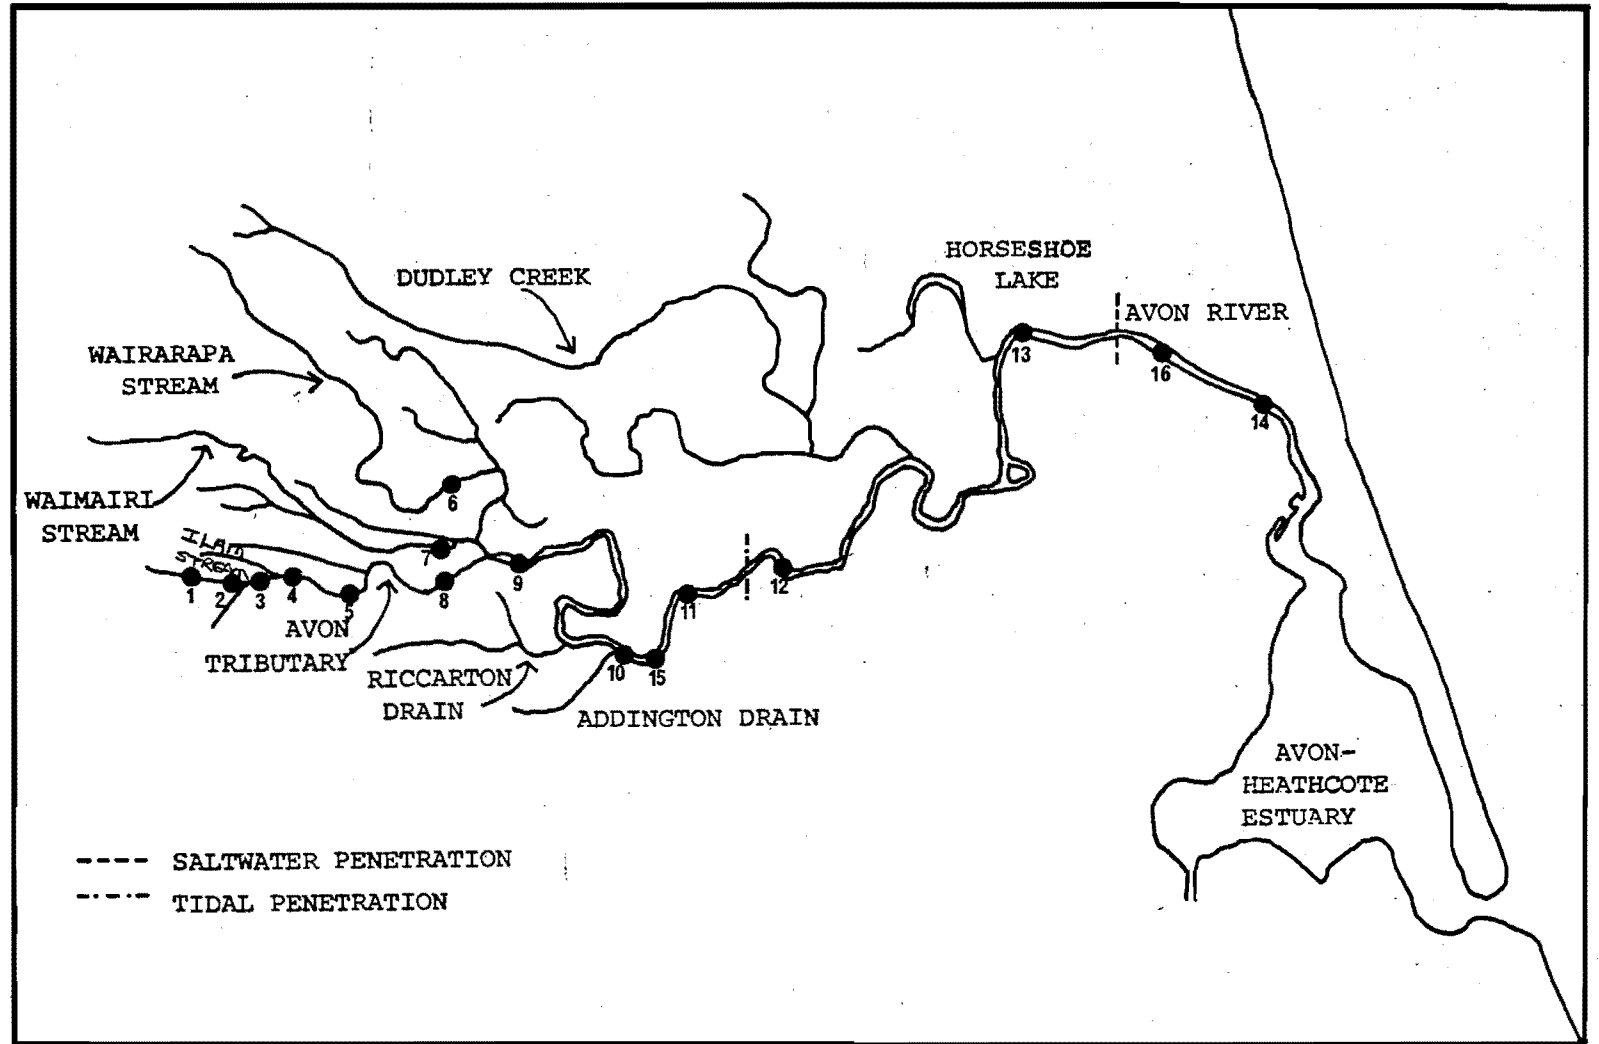 HORSESHOE
LAKE
DUDLEY CREEK
AVON RIVER
WAIRARAPA
STREAM
WAIMAIRI
STREAM
ILAM
STREAM
AVON
TRIBUTARY
RICCARTON
DRAIN
ADDINGTON DRAIN
AVON-
HEATHCOTE
ESTUARY
1
2
3
4
5
6
7
8
9
10
15
11
12
13
16
14
---- SALTWATER PENETRATION
-·-·- TIDAL PENETRATION